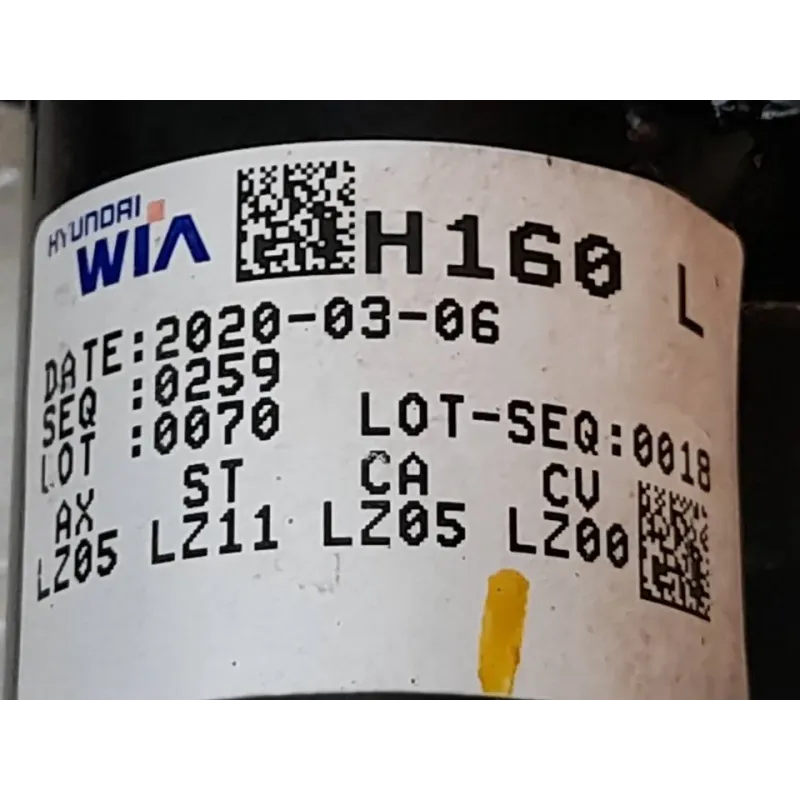 HYUNDAI
WIA
H160 L
DATE:2020-03-06
SEQ :0259
LOT :0070 LOT-SEQ:0018
AX ST CA CV
LZ05 LZ11 LZ05 LZ00